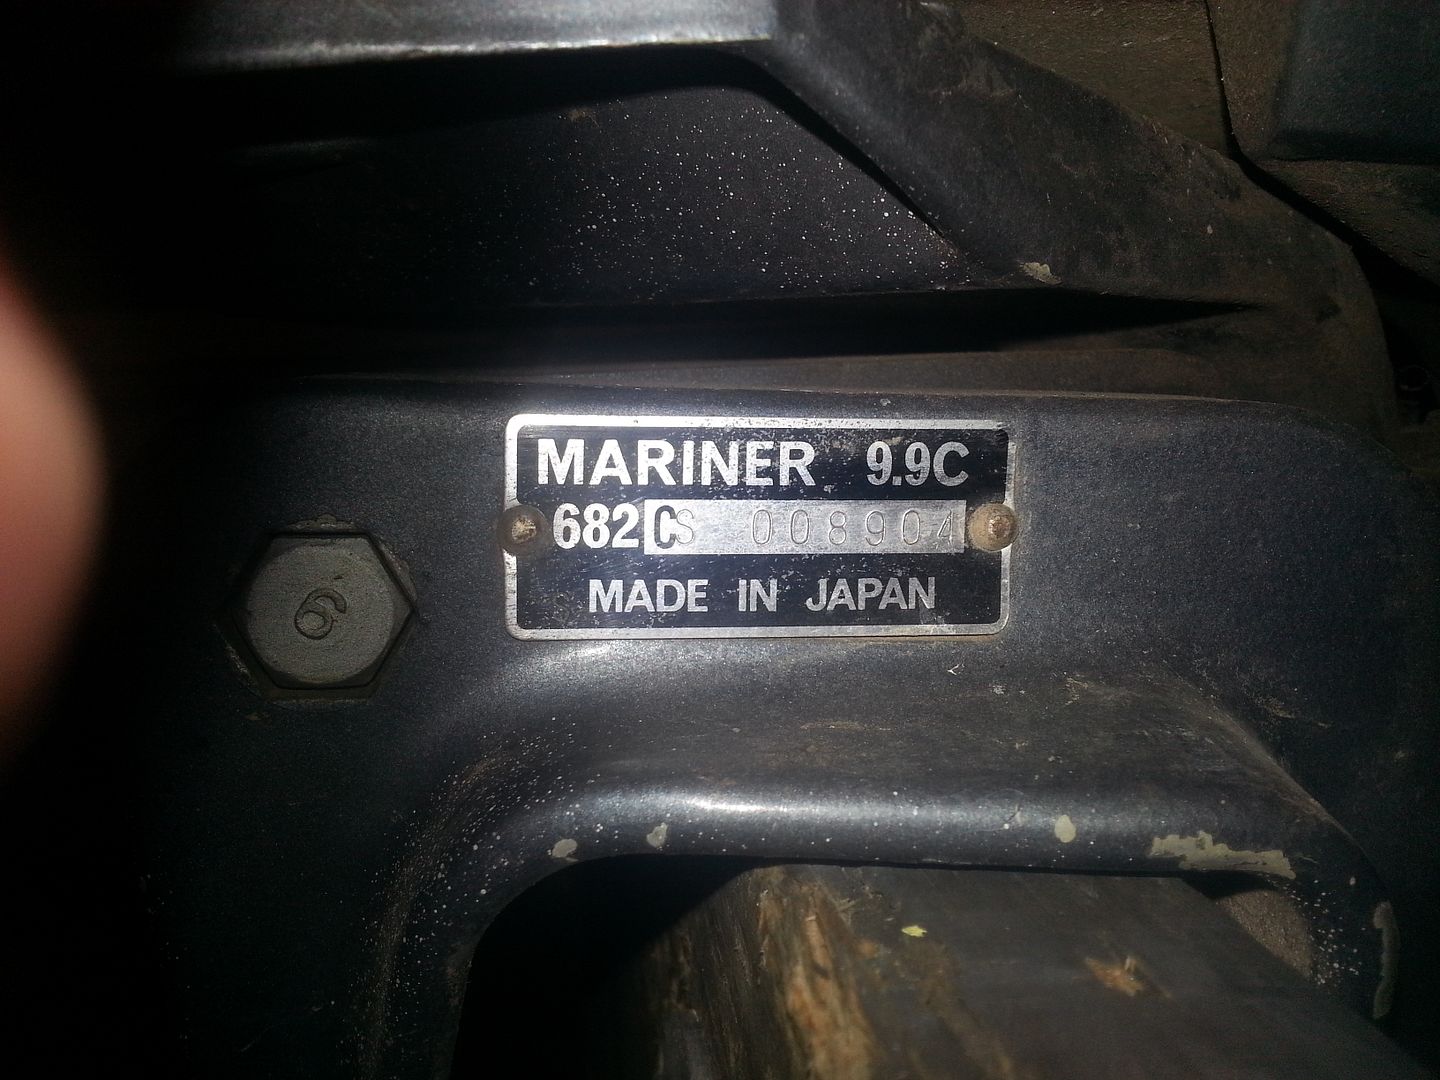 MARINER 9.9C
682CS 008904
MADE IN JAPAN
6